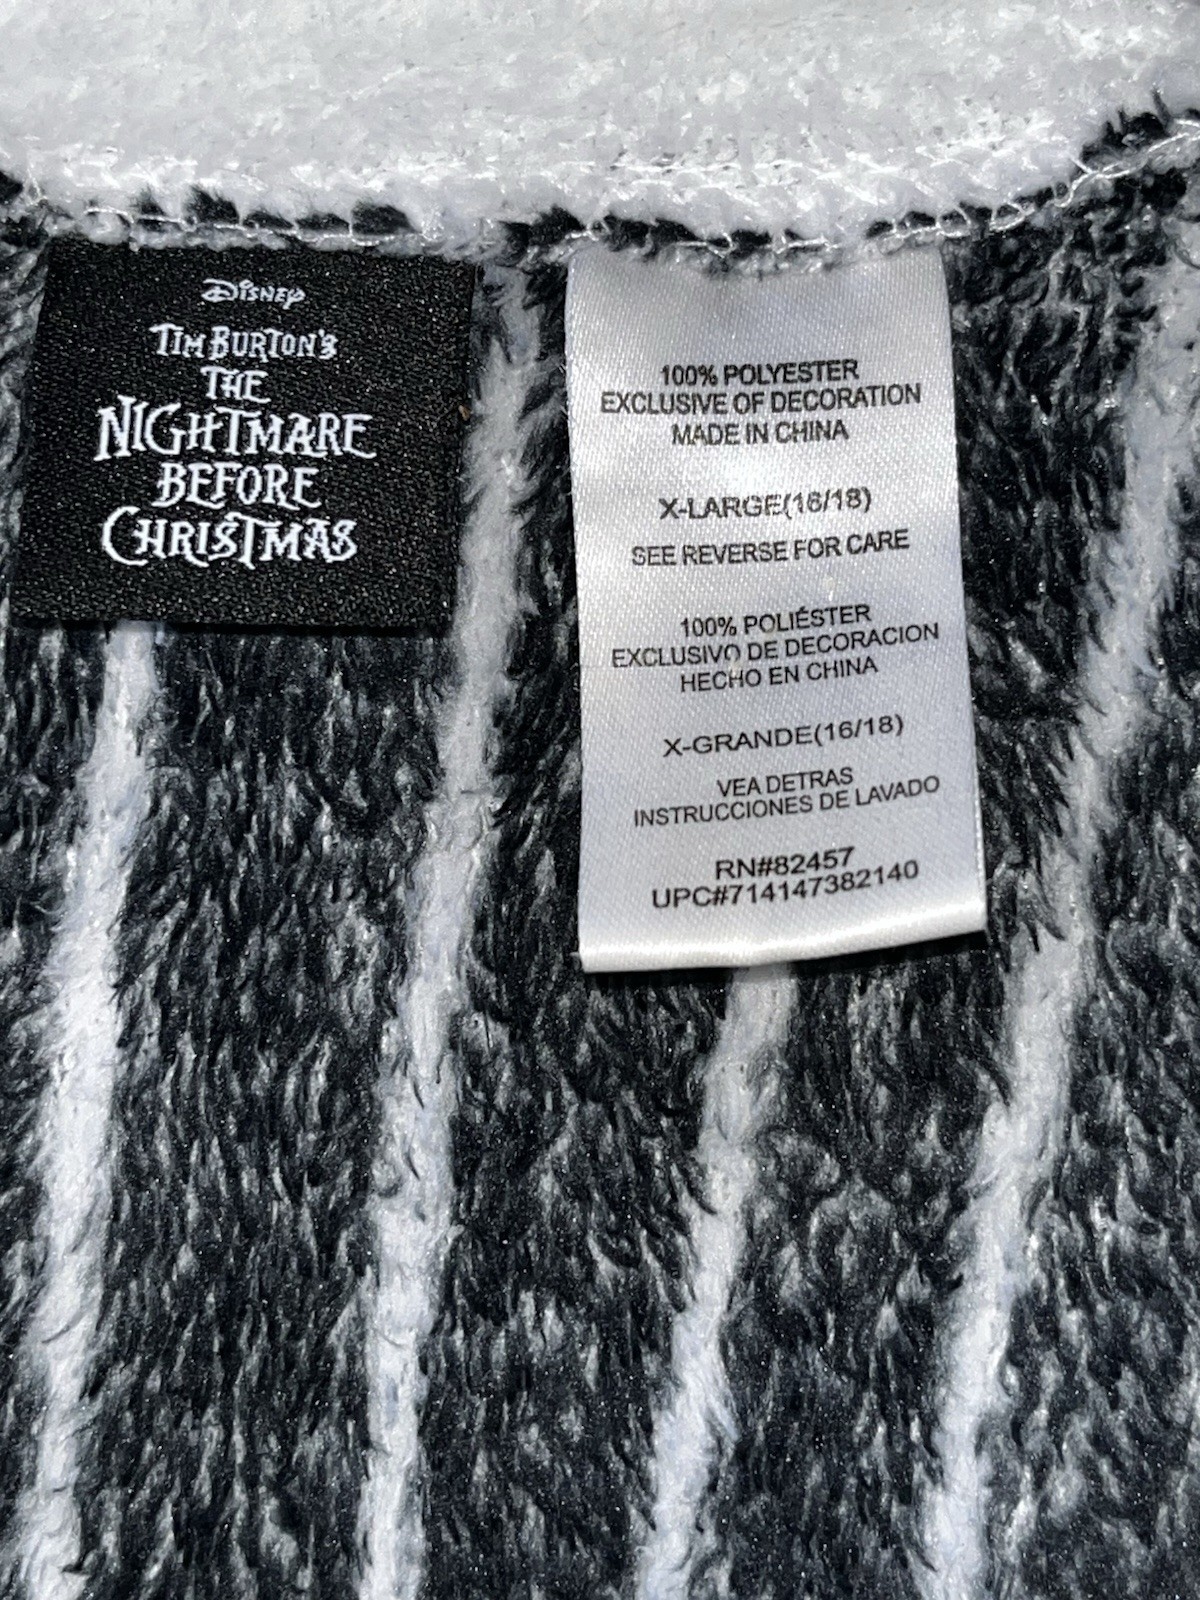 Disney
Tim Burton's
The
Nightmare
Before
Christmas
100% POLYESTER
EXCLUSIVE OF DECORATION
MADE IN CHINA
X-LARGE(16/18)
SEE REVERSE FOR CARE
100% POLIÉSTER
EXCLUSIVO DE DECORACION
HECHO EN CHINA
X-GRANDE(16/18)
VEA DETRAS
INSTRUCCIONES DE LAVADO
RN#82457
UPC#714147382140